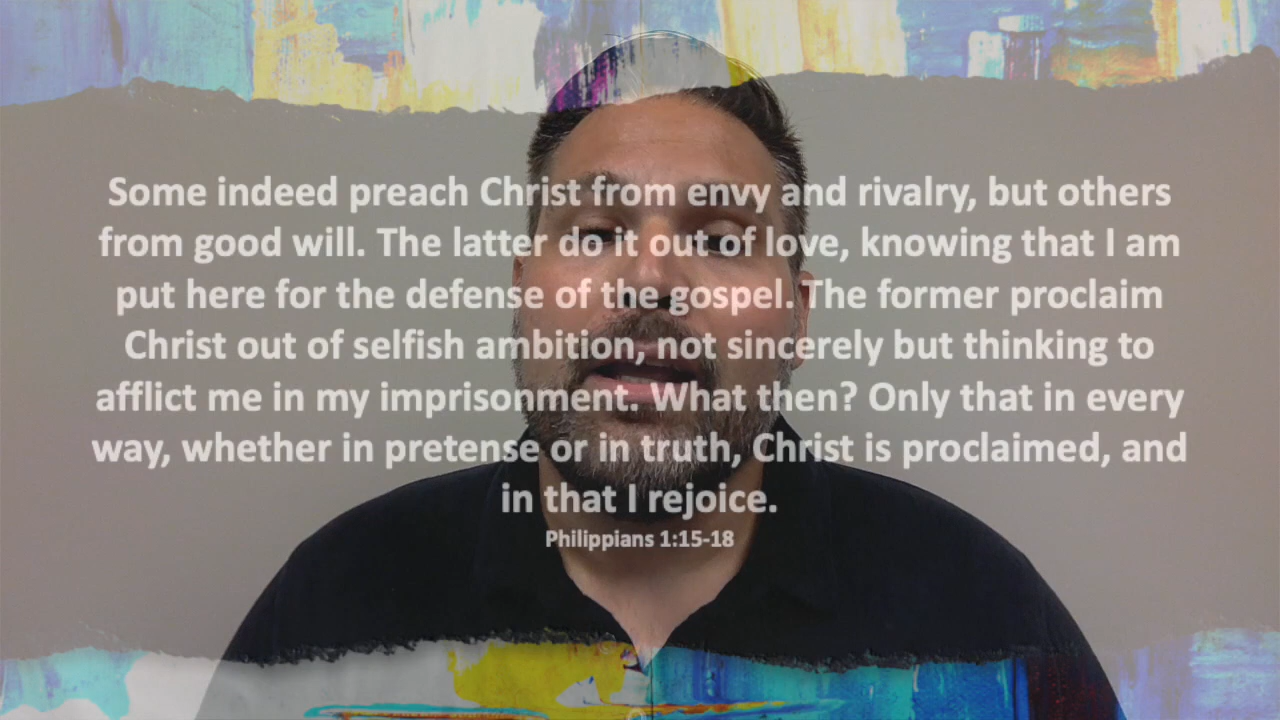 Some indeed preach Christ from envy and rivalry, but others
from good will. The latter do it out of love, knowing that I am
put here for the defense of the gospel. The former proclaim
Christ out of selfish ambition, not sincerely but thinking to
afflict me in my imprisonment. What then? Only that in every
way, whether in pretense or in truth, Christ is proclaimed, and
in that I rejoice.
Philippians 1:15-18